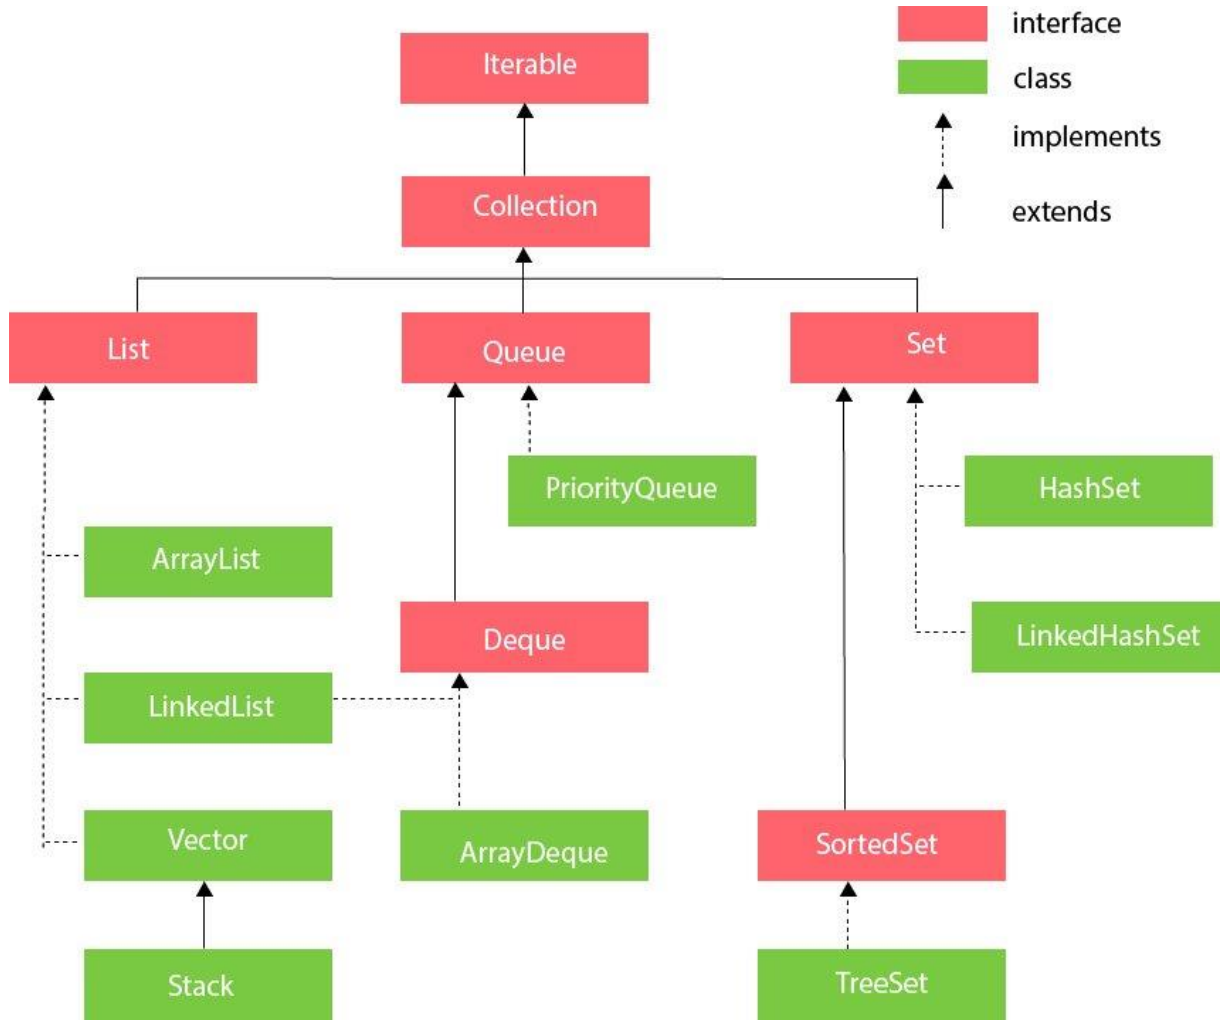 interface
Iterable
class
implements
Collection
extends
List
Queue
Set
PriorityQueue
HashSet
ArrayList
Deque
LinkedHashSet
LinkedList
Vector
ArrayDeque
SortedSet
Stack
TreeSet